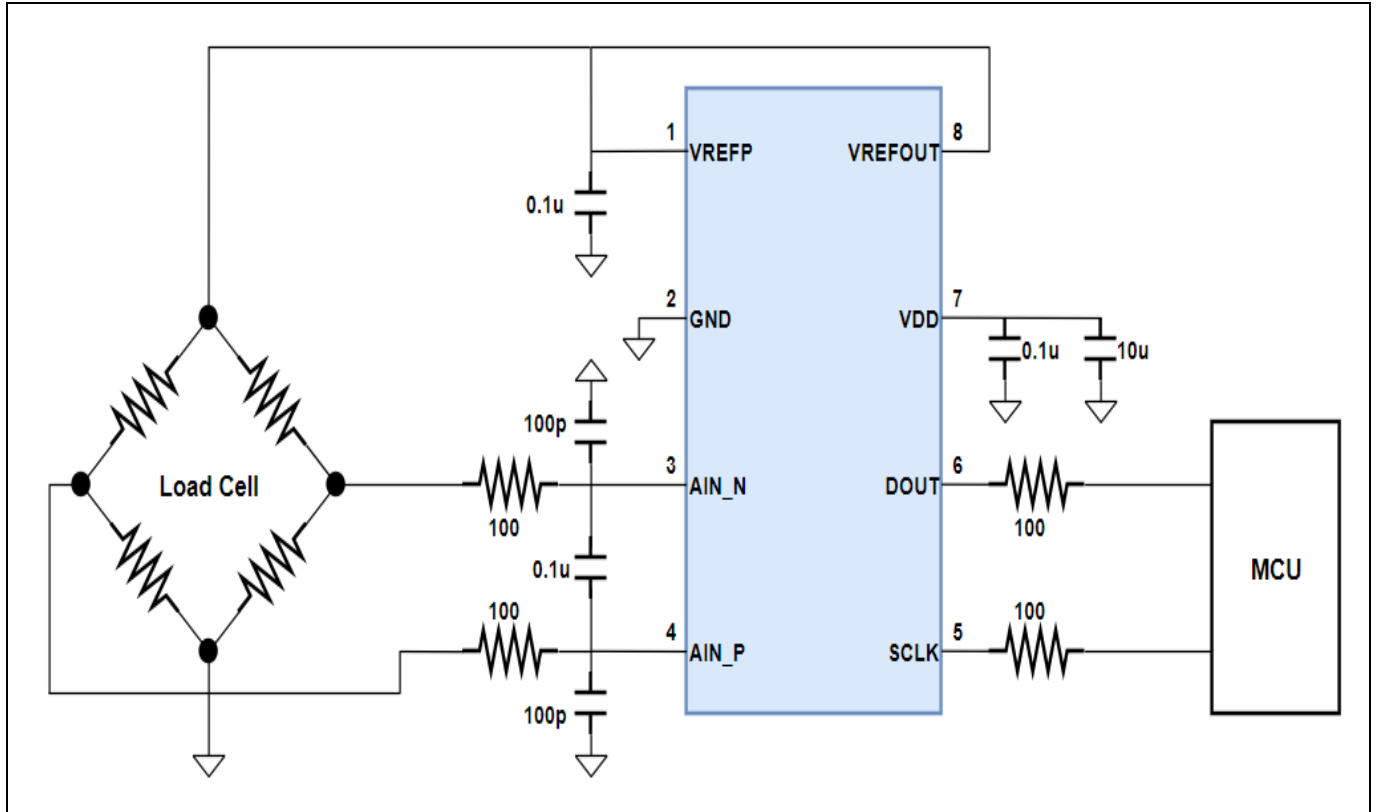 1
8
VREFP
VREFOUT
0.1u
2
7
GND
VDD
0.1u
10u
100p
3
6
Load Cell
AIN_N
DOUT
100
100
0.1u
MCU
100
4
5
100
AIN_P
SCLK
100p